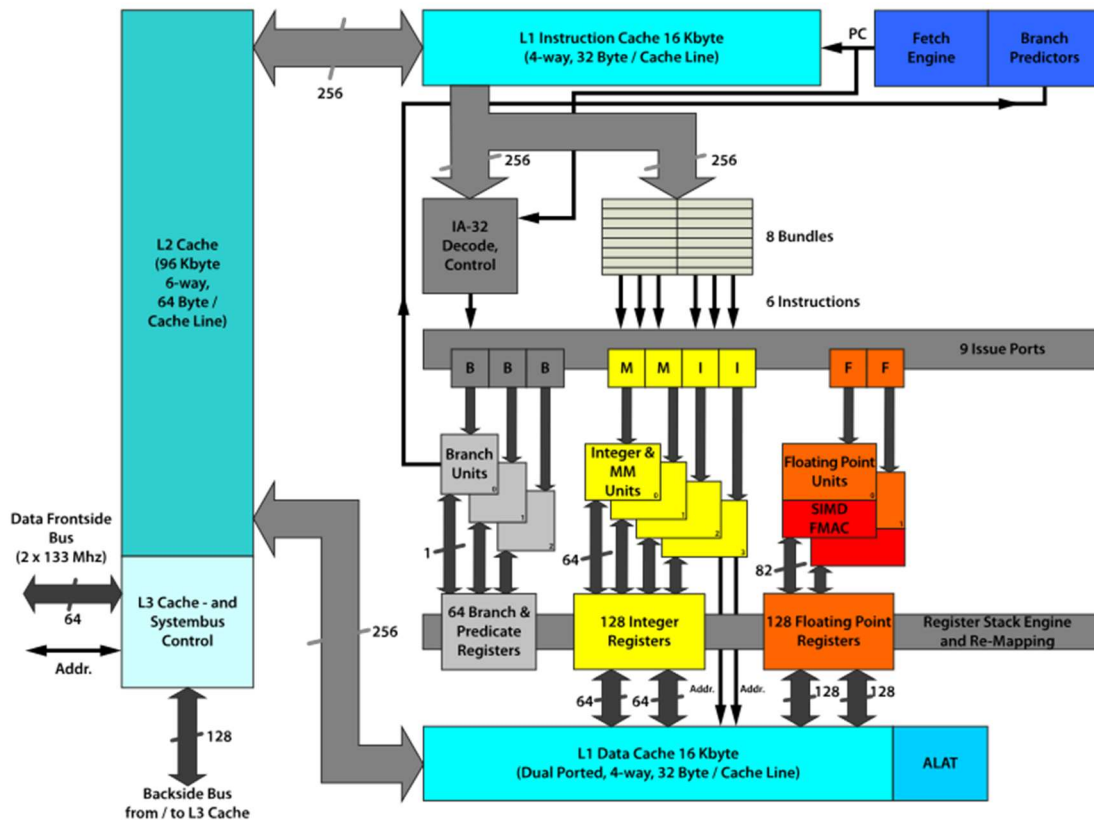 L1 Instruction Cache 16 Kbyte
(4-way, 32 Byte / Cache Line)
PC
Fetch
Engine
Branch
Predictors
256
256
256
L2 Cache
(96 Kbyte
6-way,
64 Byte /
Cache Line)
IA-32
Decode,
Control
8 Bundles
6 Instructions
9 Issue Ports
B B B
M M I I
F F
Branch
Units
0
1
2
Integer &
MM
Units
0
1
2
3
Floating Point
Units
0
SIMD
FMAC
1
Data Frontside
Bus
(2 x 133 Mhz)
64
Addr.
L3 Cache - and
Systembus
Control
256
1
64
82
64 Branch &
Predicate
Registers
128 Integer
Registers
128 Floating Point
Registers
Register Stack Engine
and Re-Mapping
64
64
Addr.
Addr.
128
128
128
Backside Bus
from / to L3 Cache
L1 Data Cache 16 Kbyte
(Dual Ported, 4-way, 32 Byte / Cache Line)
ALAT